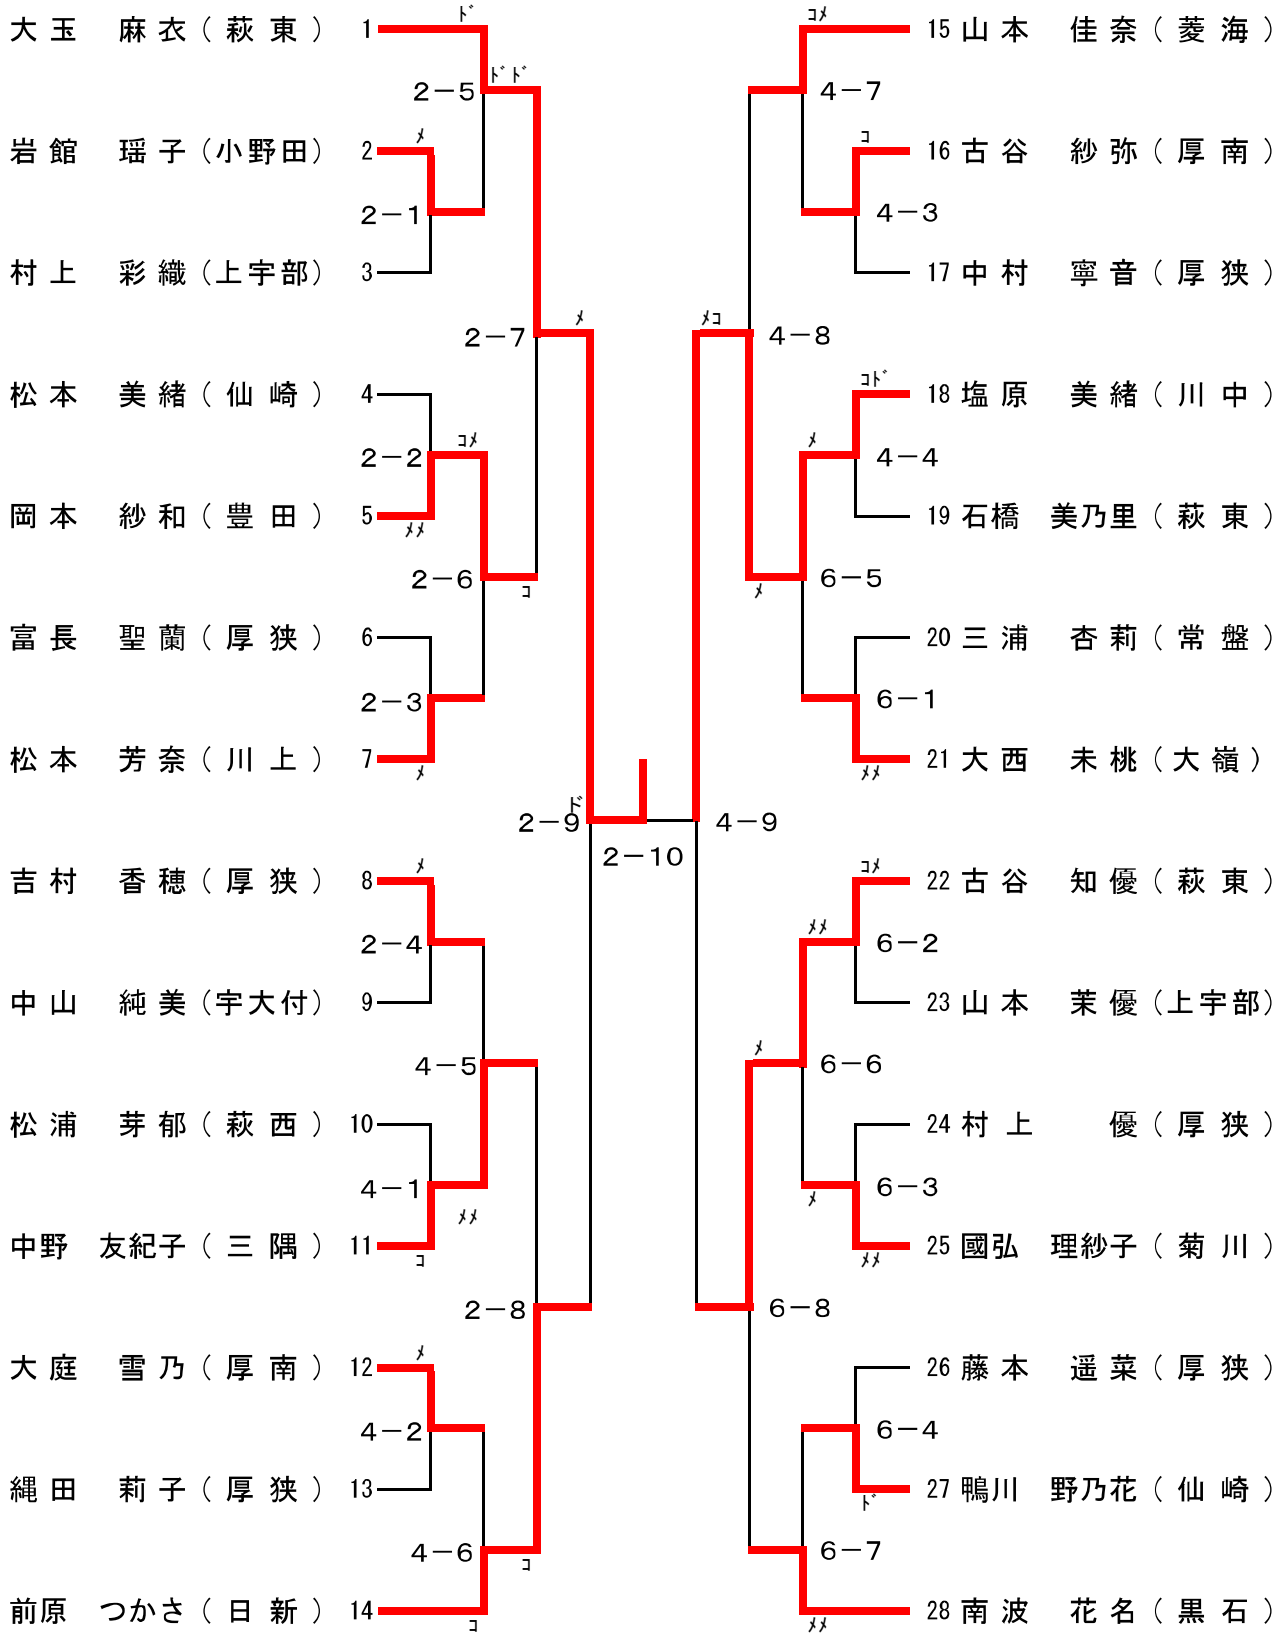 ﾄﾞ ｺﾒ
大玉　麻衣（萩東） 1 15 山本　佳奈（菱海）
ﾄﾞﾄﾞ
2－5 4－7
ﾒ ｺ
岩館　瑶子（小野田） 2 16 古谷　紗弥（厚南）
2－1 4－3
村上　彩織（上宇部） 3 17 中村　寧音（厚狭）
ﾒ ﾒｺ
2－7 4－8
ｺﾄﾞ
松本　美緒（仙崎） 4 18 塩原　美緒（川中）
ｺﾒ ﾒ
2－2 4－4
岡本　紗和（豊田） 5 19 石橋　美乃里（萩東）
ﾒﾒ
2－6 6－5
ｺ ﾒ
富長　聖蘭（厚狭） 6 20 三浦　杏莉（常盤）
2－3 6－1
松本　芳奈（川上） 7 21 大西　未桃（大嶺）
ﾒ ﾒﾒ
ﾄﾞ
2－9 4－9
2－10
ﾒ ｺﾒ
吉村　香穂（厚狭） 8 22 古谷　知優（萩東）
ﾒﾒ
2－4 6－2
中山　純美（宇大付） 9 23 山本　茉優（上宇部）
ﾒ
4－5 6－6
松浦　芽郁（萩西） 10 24 村上　優（厚狭）
4－1 6－3
ﾒﾒ ﾒ
中野　友紀子（三隅） 11 25 國弘　理紗子（菊川）
ｺ ﾒﾒ
2－8 6－8
ﾒ
大庭　雪乃（厚南） 12 26 藤本　遥菜（厚狭）
4－2 6－4
縄田　莉子（厚狭） 13 27 鴨川　野乃花（仙崎）
ﾄﾞ
4－6 6－7
ｺ
前原　つかさ（日新） 14 28 南波　花名（黒石）
ｺ ﾒﾒ